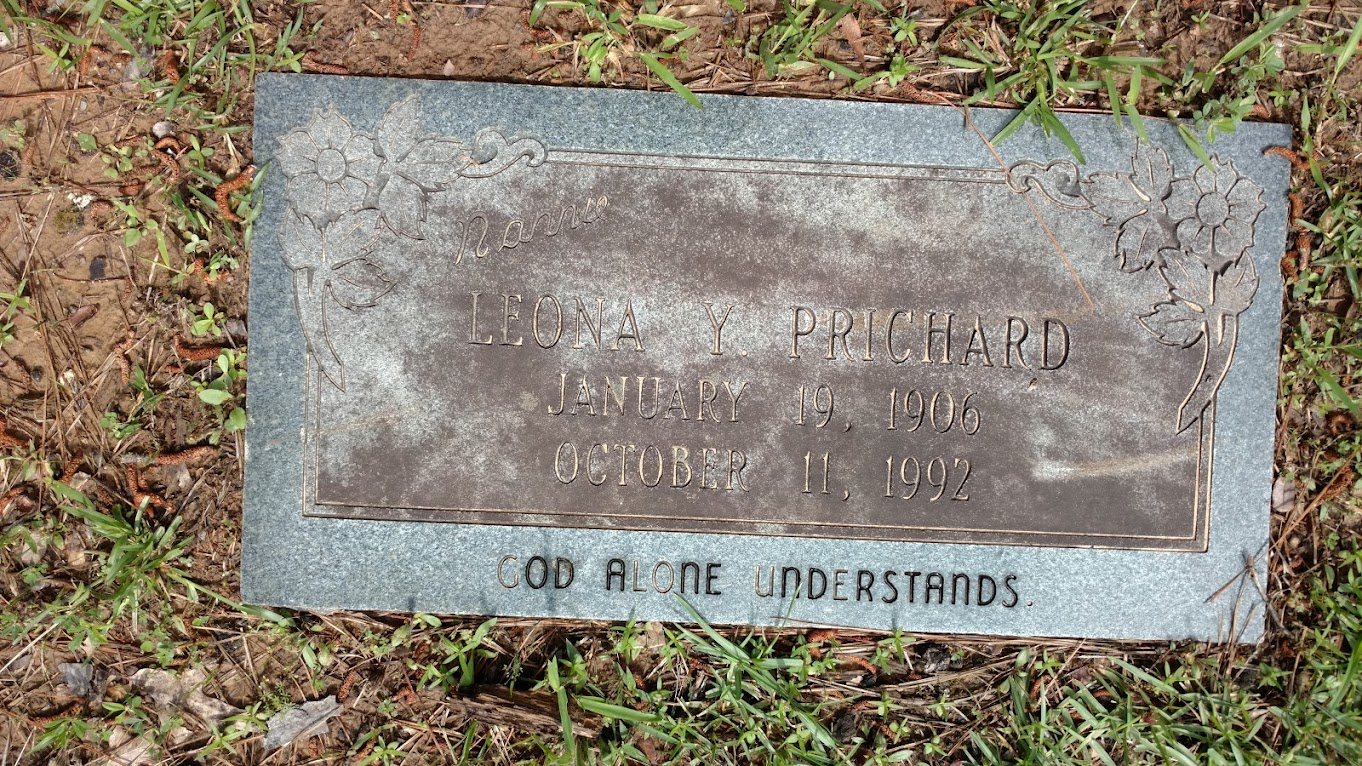 Nannie
LEONA Y. PRICHARD
JANUARY 19, 1906
OCTOBER 11, 1992
GOD ALONE UNDERSTANDS.